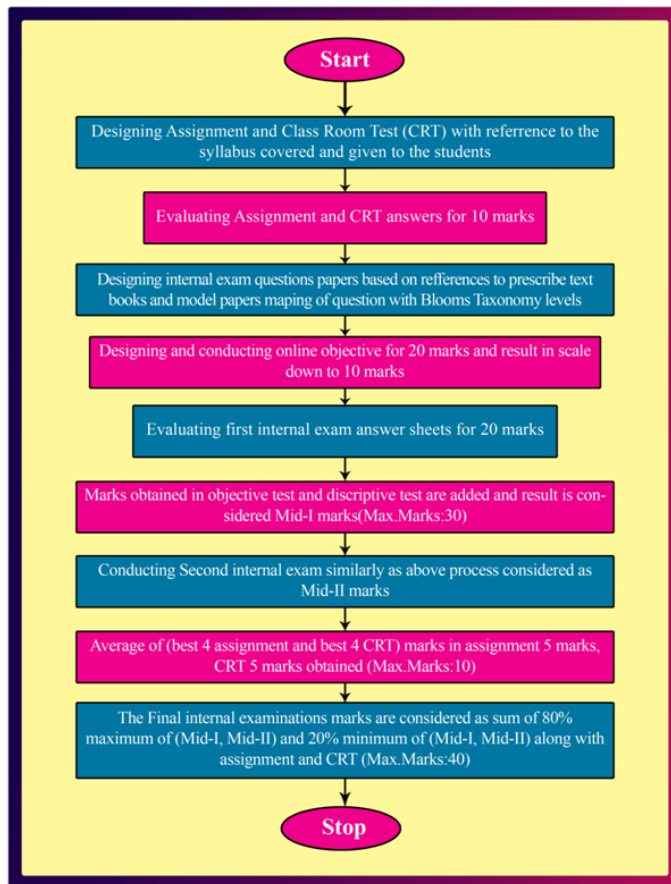 Start
Designing Assignment and Class Room Test (CRT) with referrence to the
syllabus covered and given to the students
Evaluating Assignment and CRT answers for 10 marks
Designing internal exam questions papers based on refferences to prescribe text
books and model papers maping of question with Blooms Taxonomy levels
Designing and conducting online objective for 20 marks and result in scale
down to 10 marks
Evaluating first internal exam answer sheets for 20 marks
Marks obtained in objective test and discriptive test are added and result is con-
sidered Mid-I marks(Max.Marks:30)
Conducting Second internal exam similarly as above process considered as
Mid-II marks
Average of (best 4 assignment and best 4 CRT) marks in assignment 5 marks,
CRT 5 marks obtained (Max.Marks:10)
The Final internal examinations marks are considered as sum of 80%
maximum of (Mid-I, Mid-II) and 20% minimum of (Mid-I, Mid-II) along with
assignment and CRT (Max.Marks:40)
Stop